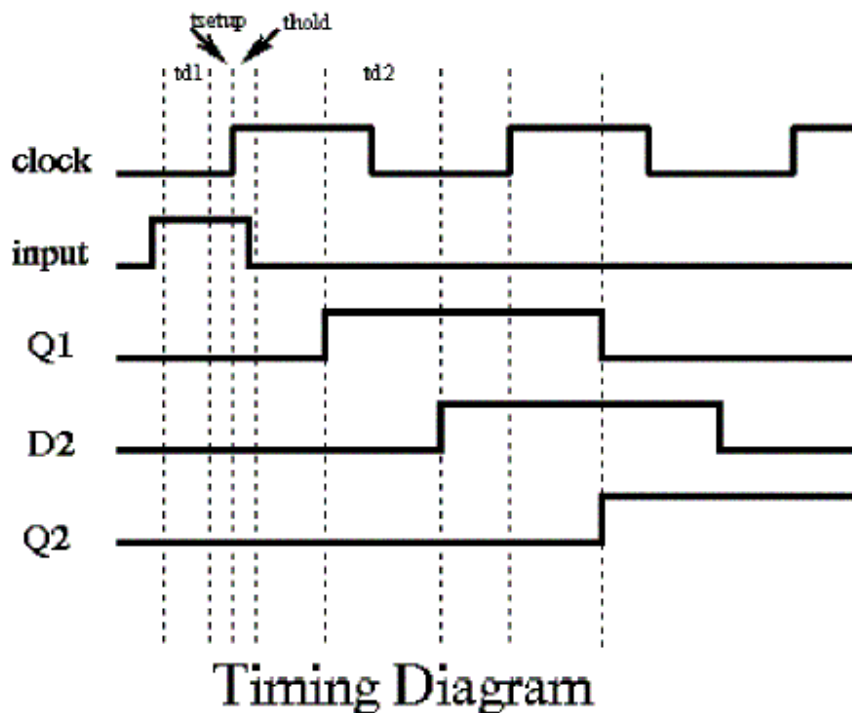 tsetup thold
td1 td2
clock
input
Q1
D2
Q2
Timing Diagram